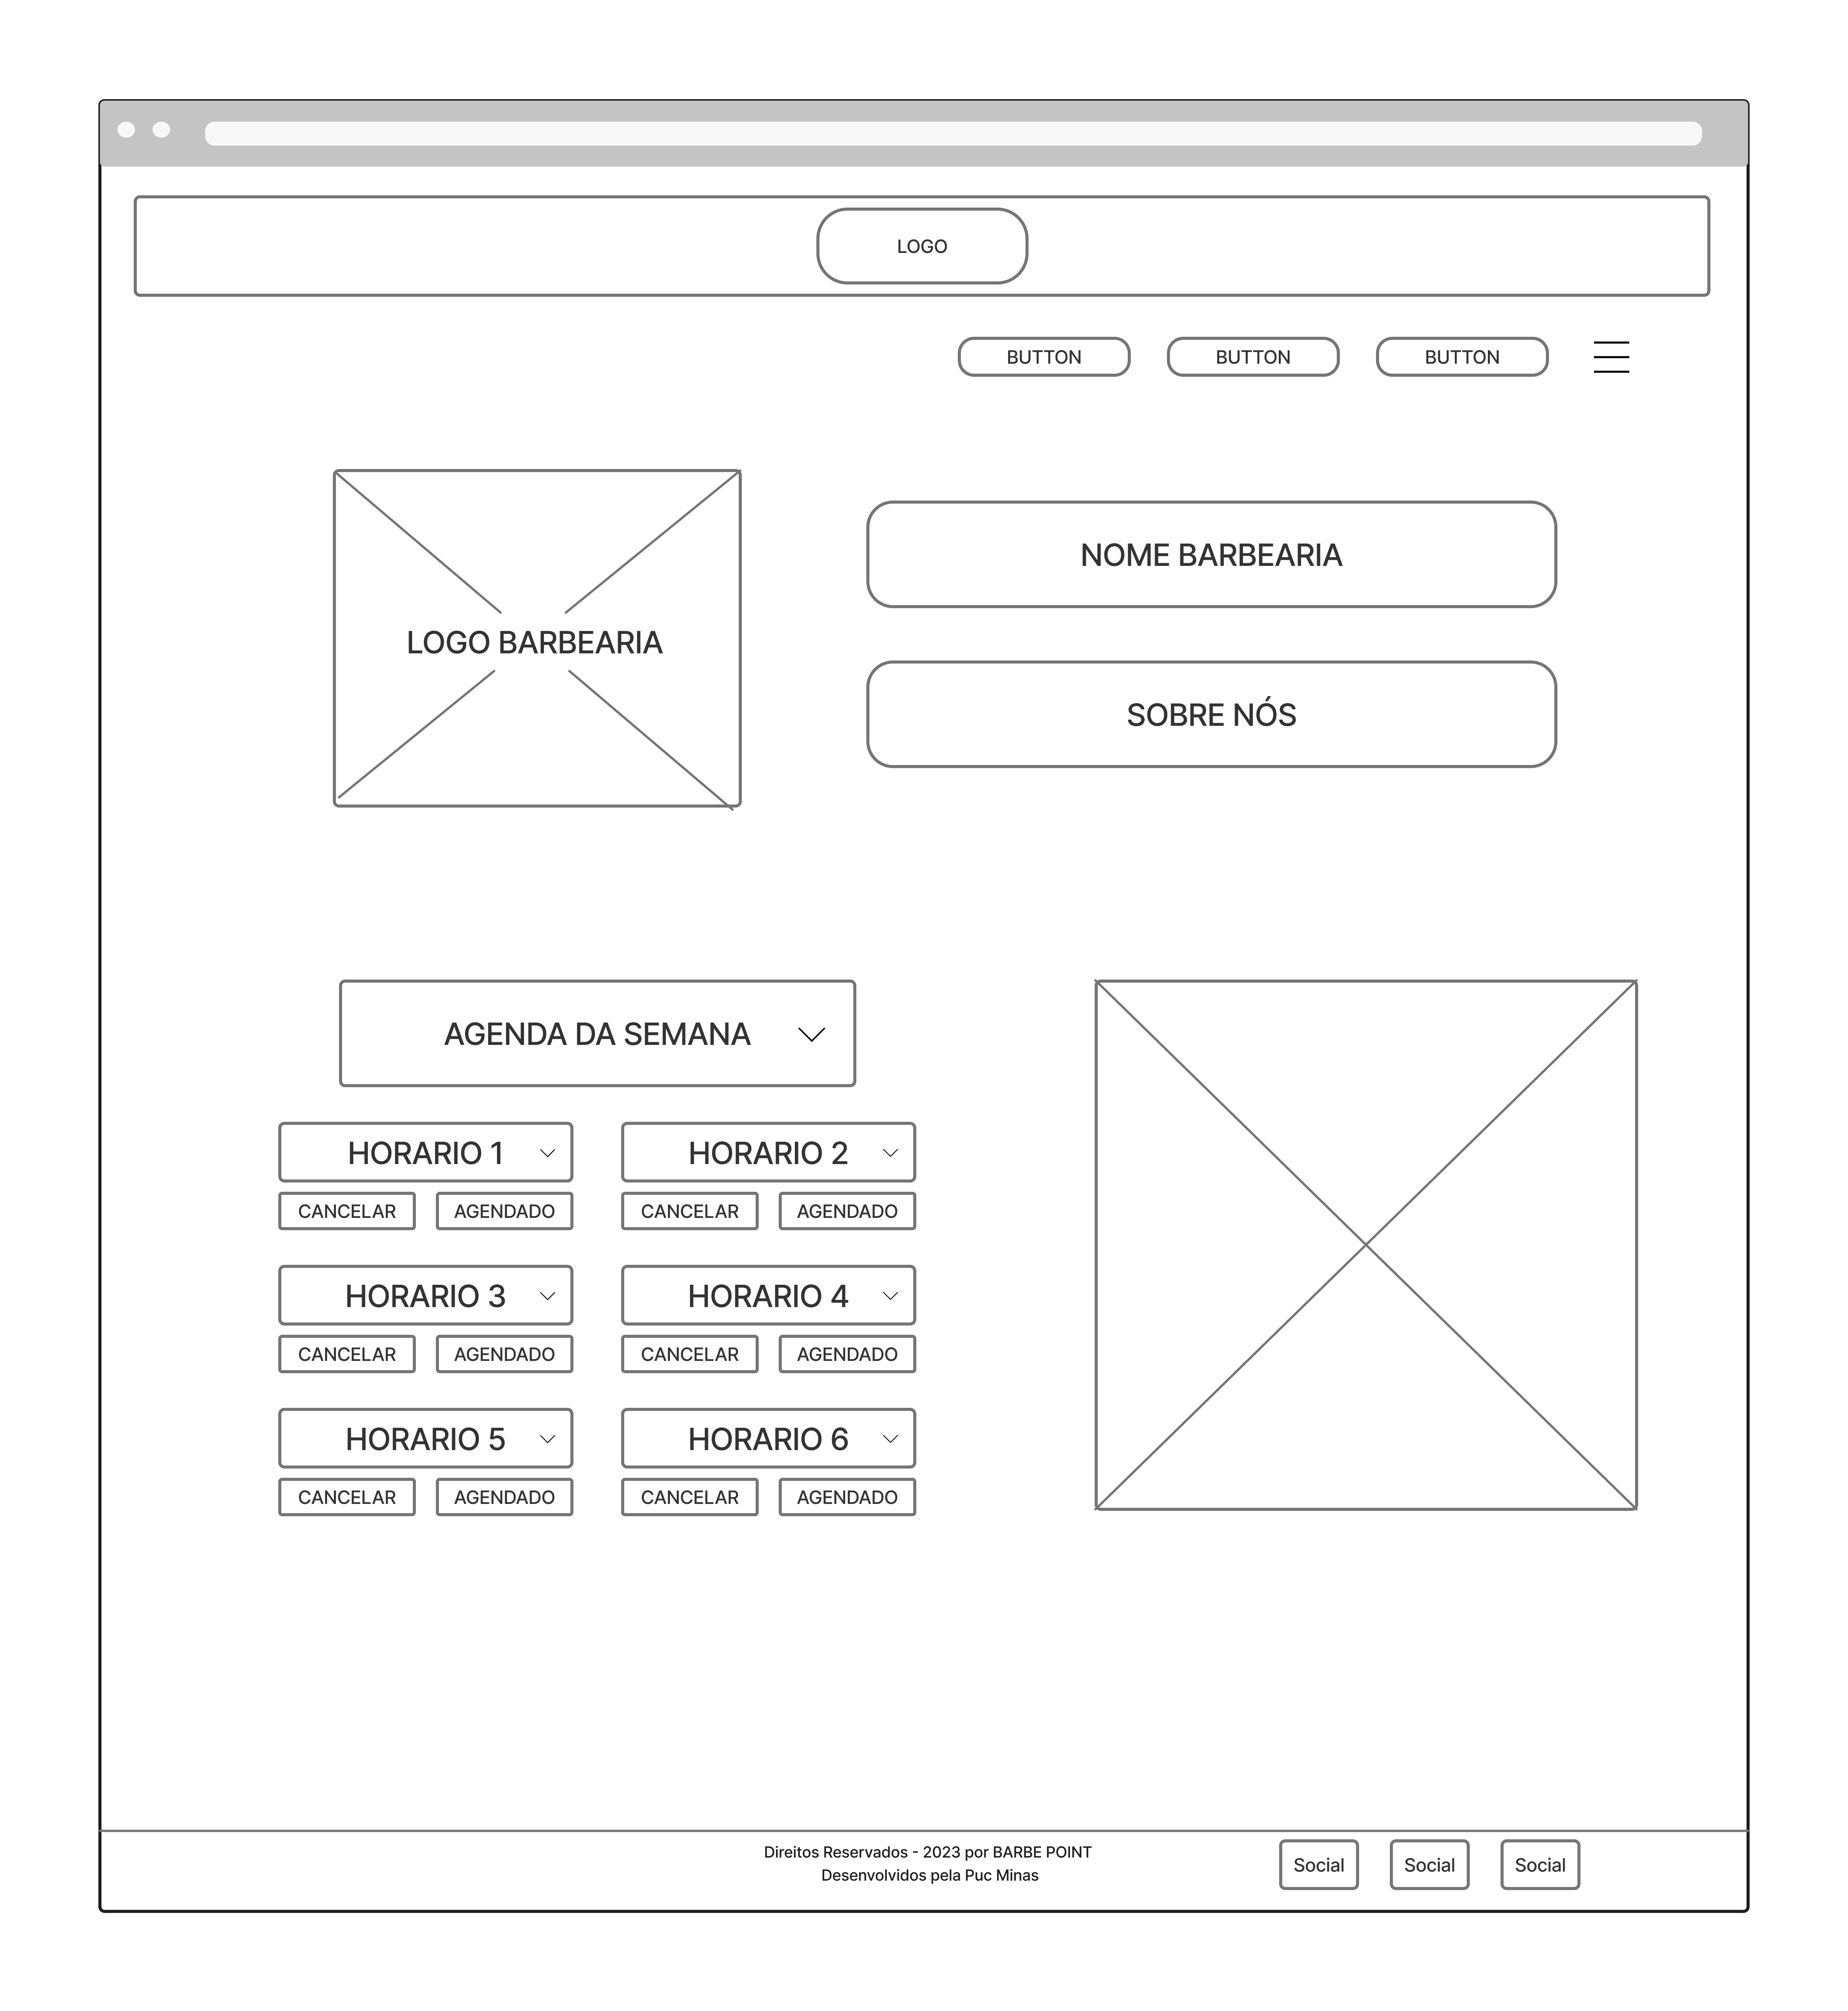 LOGO
BUTTON BUTTON BUTTON
LOGO BARBEARIA
NOME BARBEARIA
SOBRE NÓS
AGENDA DA SEMANA
HORARIO 1 HORARIO 2
CANCELAR AGENDADO CANCELAR AGENDADO
HORARIO 3 HORARIO 4
CANCELAR AGENDADO CANCELAR AGENDADO
HORARIO 5 HORARIO 6
CANCELAR AGENDADO CANCELAR AGENDADO
Direitos Reservados - 2023 por BARBE POINT
Desenvolvidos pela Puc Minas
Social Social Social